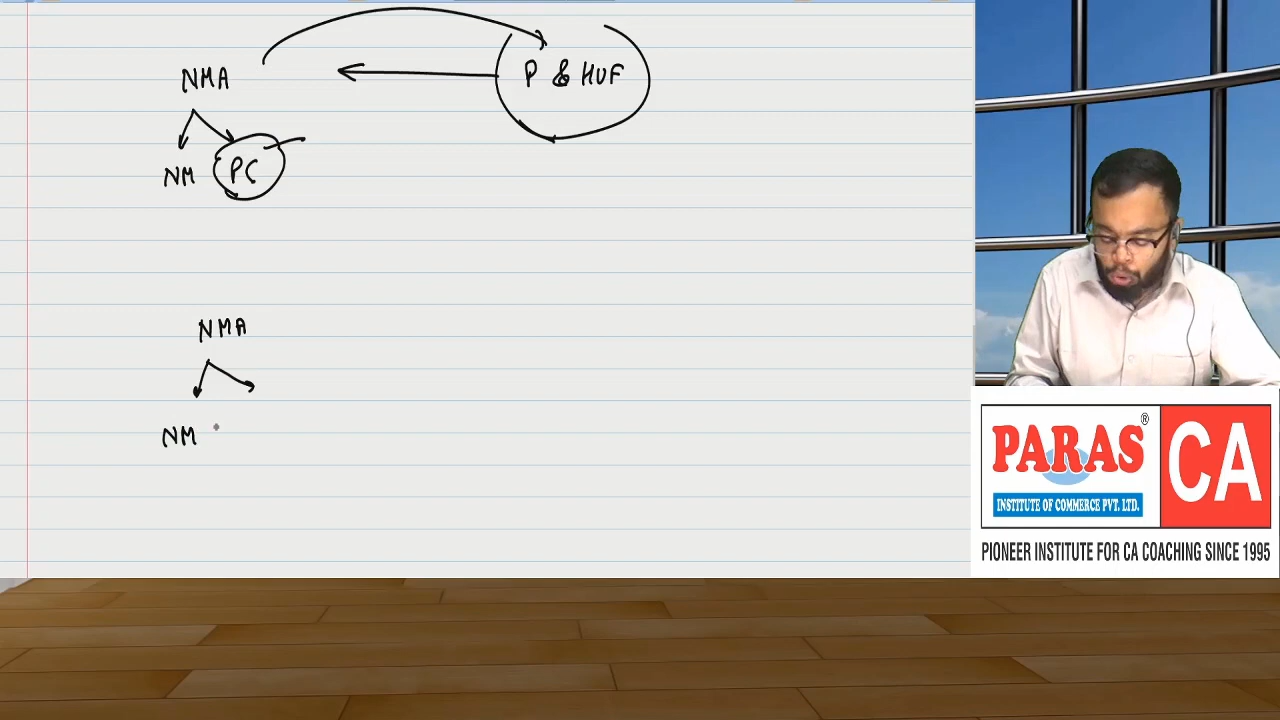 NMA
P & HUF
NM PC
NMA
NM
PARAS ®
INSTITUTE OF COMMERCE PVT. LTD.
CA
PIONEER INSTITUTE FOR CA COACHING SINCE 1995